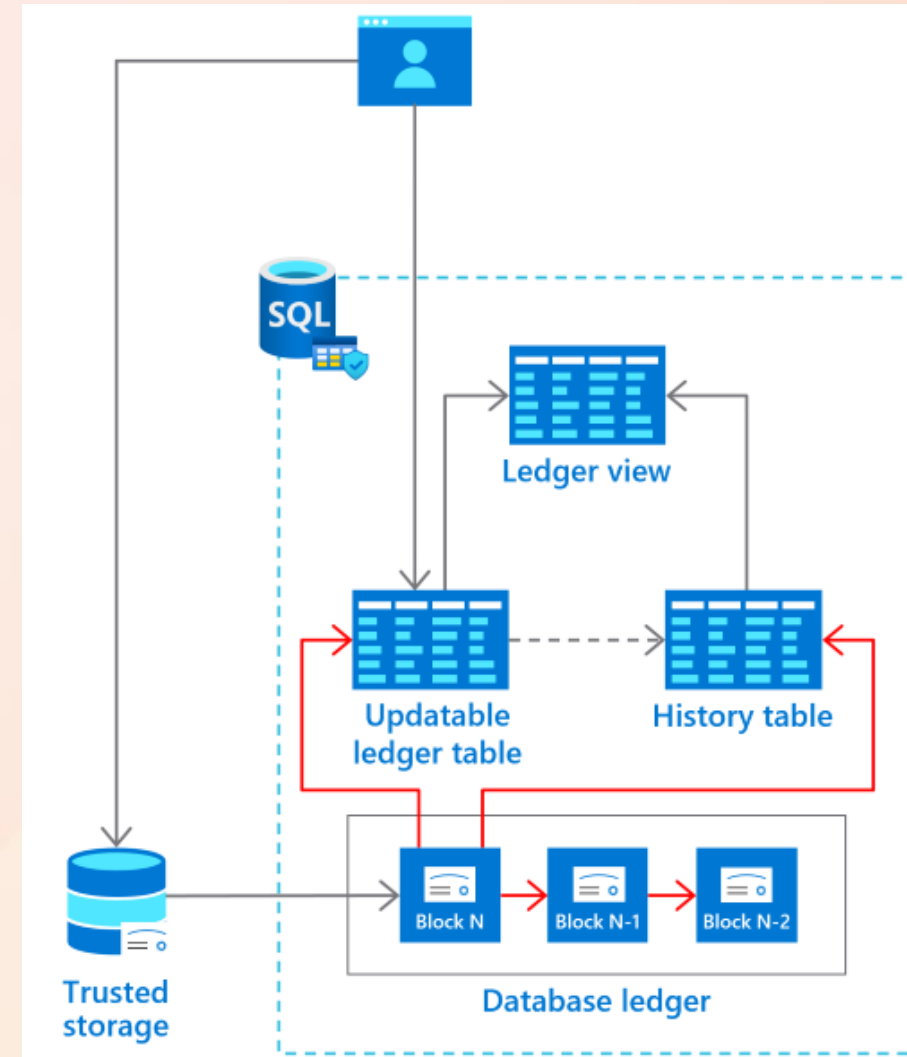 SQL
Ledger view
Updatable
ledger table
History table
Block N
Block N-1
Block N-2
Trusted
storage
Database ledger